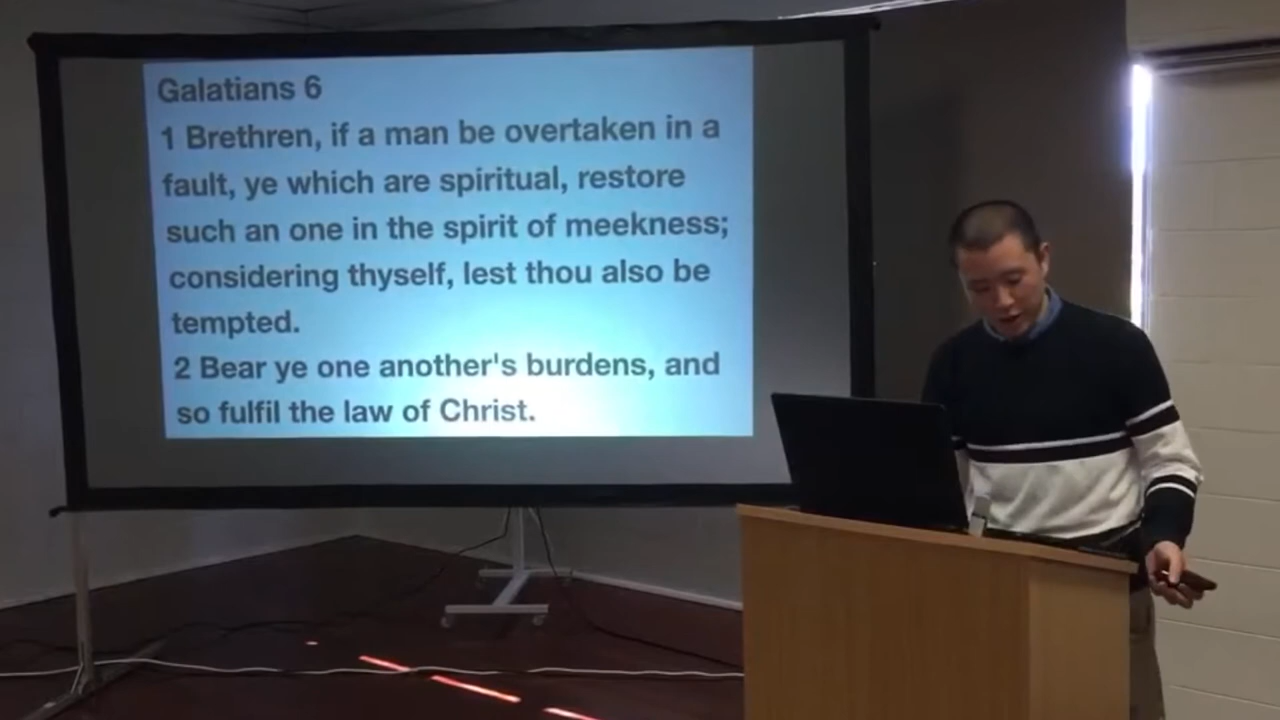 Galatians 6
1 Brethren, if a man be overtaken in a
fault, ye which are spiritual, restore
such an one in the spirit of meekness;
considering thyself, lest thou also be
tempted.
2 Bear ye one another's burdens, and
so fulfil the law of Christ.